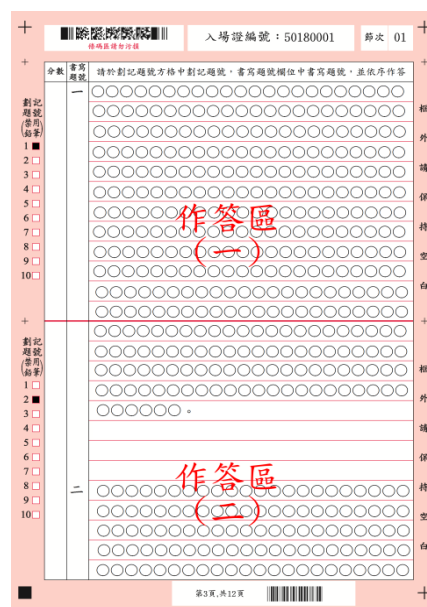 條碼區請勿污損
入場證編號：50180001
節次 01
分數
書寫題號
請於劃記題號方格中劃記題號，書寫題號欄位中書寫題號，並依序作答
一
劃記題號
(禁用鉛筆)
1
2
3
4
5
6
7
8
9
10
作答區
(一)
框外請保持空白
劃記題號
(禁用鉛筆)
1
2
3
4
5
6
7
8
9
10
。
二
作答區
(二)
框外請保持空白
第3頁,共12頁